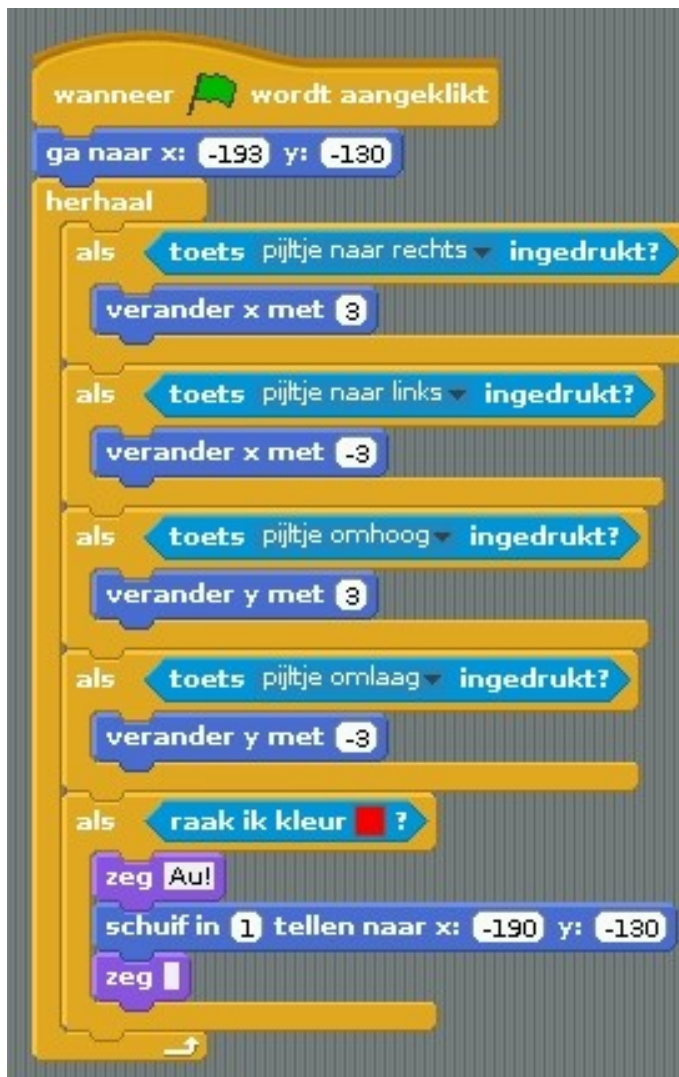 wanneer wordt aangeklikt
ga naar x: -193 y: -130
herhaal
als toets pijltje naar rechts ingedrukt?
verander x met 3
als toets pijltje naar links ingedrukt?
verander x met -3
als toets pijltje omhoog ingedrukt?
verander y met 3
als toets pijltje omlaag ingedrukt?
verander y met -3
als raak ik kleur ?
zeg Au!
schuif in 1 tellen naar x: -190 y: -130
zeg